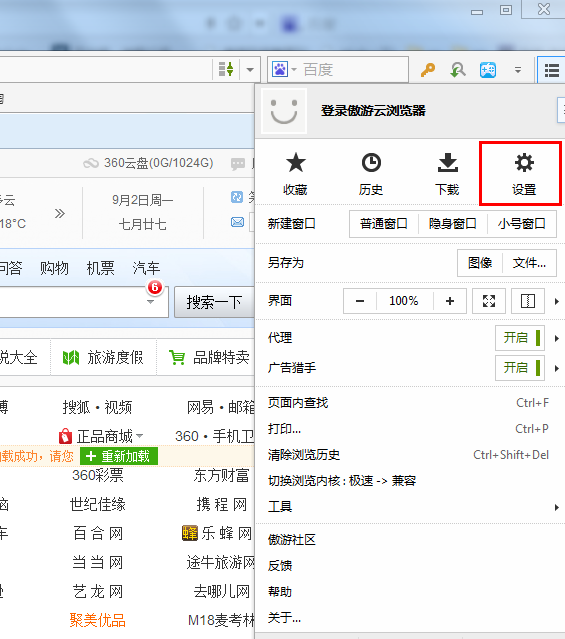 百度
登录傲游云浏览器
360云盘(0G/1024G)
收藏 历史 下载 设置
多云 9月2日周一
18°C 七月廿七
新建窗口 普通窗口 隐身窗口 小号窗口
问答 购物 机票 汽车
另存为 图像 文件...
6
搜索一下
界面 − 100% +
代理 开启
说大全 旅游度假 品牌特卖
广告猎手 开启
搜狐·视频 网易·邮箱
页面内查找 Ctrl+F
正品商城 360·手机卫
打印... Ctrl+P
加载成功，请您 + 重新加载
清除浏览历史 Ctrl+Shift+Del
360彩票 东方财富
切换浏览内核: 极速 -> 兼容
世纪佳缘 携程网
工具
车 百合网 蜂 乐蜂网
傲游社区
当当网 途牛旅游网
反馈
艺龙网 去哪儿网
帮助
聚美优品 M18麦考林
关于...